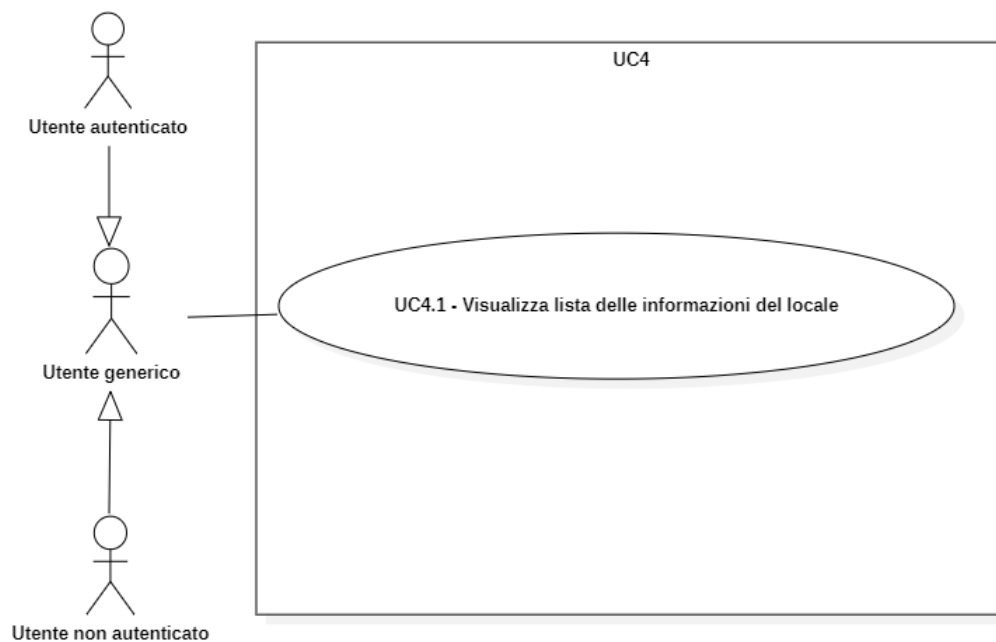 UC4
Utente autenticato
UC4.1 - Visualizza lista delle informazioni del locale
Utente generico
Utente non autenticato